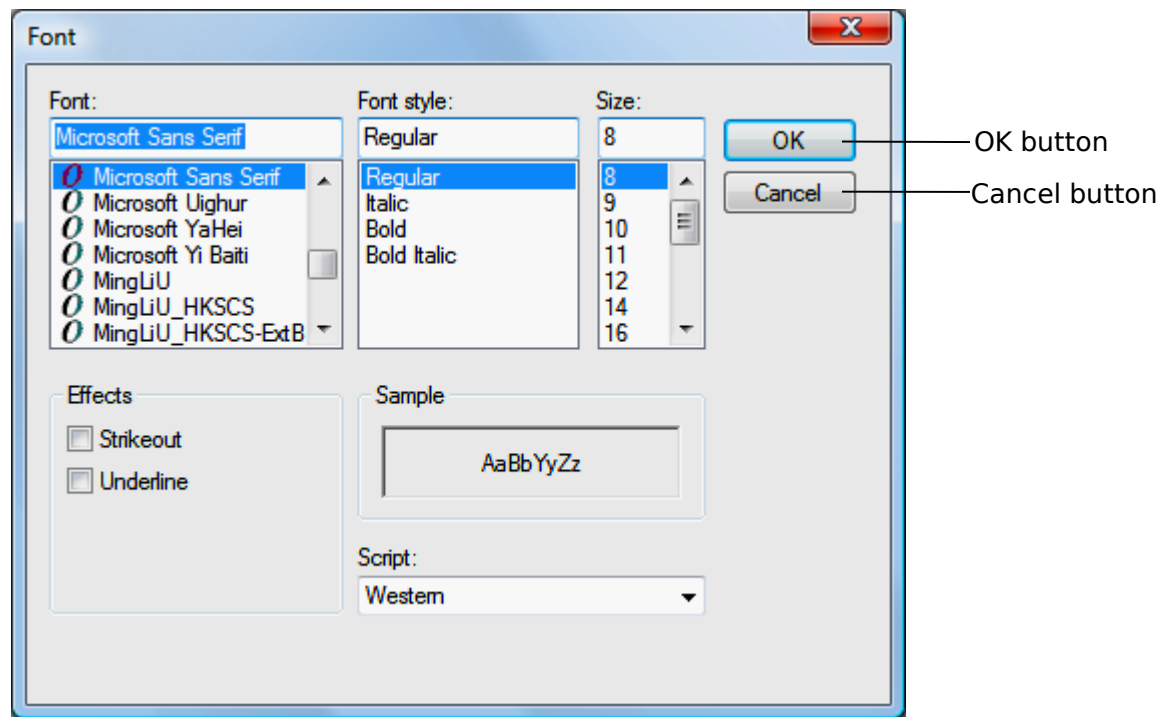 Font
Font:
Font style:
Size:
Microsoft Sans Serif
Regular
8
OK
OK button
Cancel
Cancel button
Microsoft Sans Serif
Microsoft Uighur
Microsoft YaHei
Microsoft Yi Baiti
MingLiU
MingLiU_HKSCS
MingLiU_HKSCS-ExtB
Regular
Italic
Bold
Bold Italic
8
9
10
11
12
14
16
Effects
Strikeout
Underline
Sample
AaBbYyZz
Script:
Western